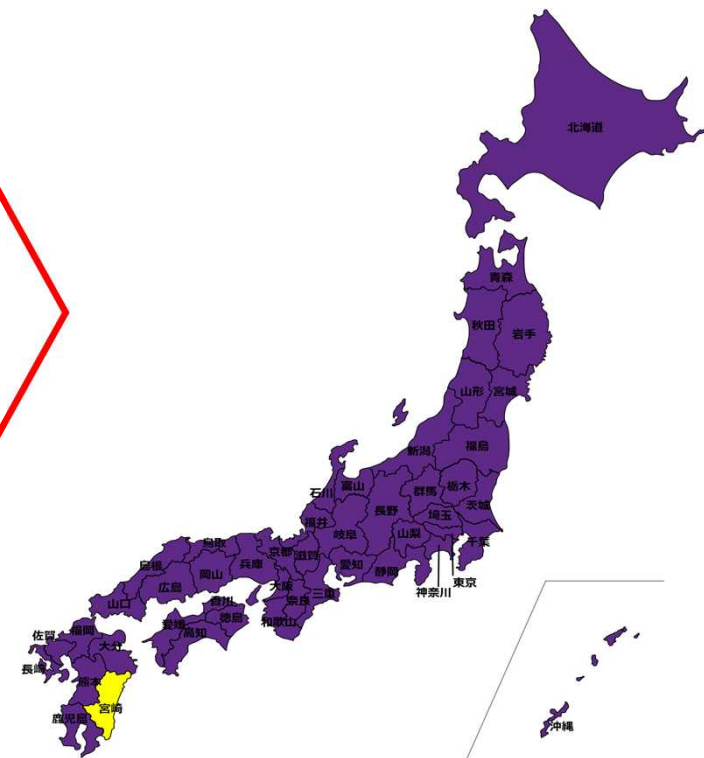 北海道
青森
秋田
岩手
山形
宮城
新潟
福島
石川
富山
群馬
栃木
長野
茨城
埼玉
福井
岐阜
山梨
千葉
鳥取
京都
滋賀
愛知
静岡
東京
神奈川
島根
岡山
兵庫
広島
大阪
奈良
三重
山口
香川
徳島
和歌山
愛媛
高知
福岡
佐賀
大分
長崎
熊本
宮崎
鹿児島
沖縄